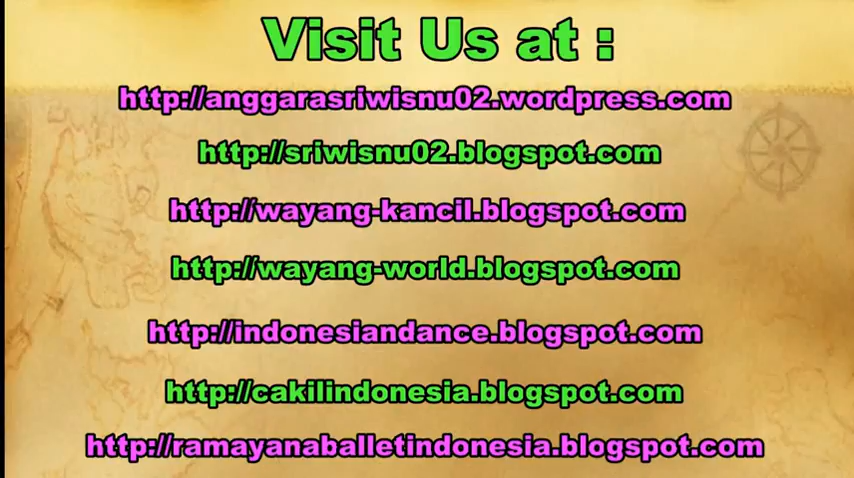 Visit Us at :
http://anggarasriwisnu02.wordpress.com
http://sriwisnu02.blogspot.com
http://wayang-kancil.blogspot.com
http://wayang-world.blogspot.com
http://indonesiandance.blogspot.com
http://cakilindonesia.blogspot.com
http://ramayanaballetindonesia.blogspot.com